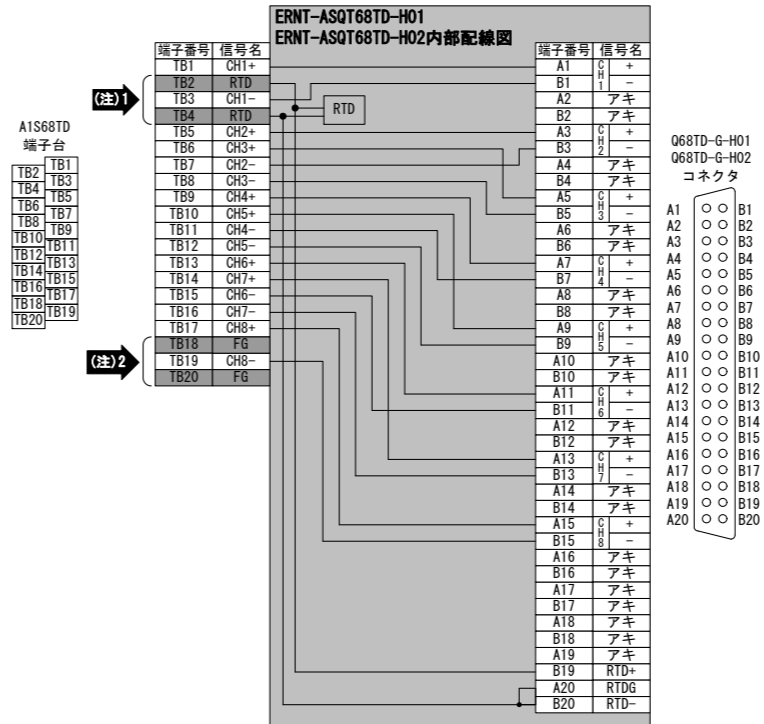 ERNT-ASQT68TD-H01
ERNT-ASQT68TD-H02内部配線図
端子番号 信号名
TB1 CH1+
TB2 RTD
TB3 CH1-
TB4 RTD
TB5 CH2+
TB6 CH3+
TB7 CH2-
TB8 CH3-
TB9 CH4+
TB10 CH5+
TB11 CH4-
TB12 CH5-
TB13 CH6+
TB14 CH7+
TB15 CH6-
TB16 CH7-
TB17 CH8+
TB18 FG
TB19 CH8-
TB20 FG
(注)1
(注)2
A1S68TD
端子台
TB1
TB2
TB3
TB4
TB5
TB6
TB7
TB8
TB9
TB10
TB11
TB12
TB13
TB14
TB15
TB16
TB17
TB18
TB19
TB20
RTD
端子番号 信号名
A1 CH1 +
B1 -
A2 アキ
B2 アキ
A3 CH2 +
B3 -
A4 アキ
B4 アキ
A5 CH3 +
B5 -
A6 アキ
B6 アキ
A7 CH4 +
B7 -
A8 アキ
B8 アキ
A9 CH5 +
B9 -
A10 アキ
B10 アキ
A11 CH6 +
B11 -
A12 アキ
B12 アキ
A13 CH7 +
B13 -
A14 アキ
B14 アキ
A15 CH8 +
B15 -
A16 アキ
B16 アキ
A17 アキ
B17 アキ
A18 アキ
B18 アキ
A19 アキ
B19 RTD+
A20 RTDG
B20 RTD-
Q68TD-G-H01
Q68TD-G-H02
コネクタ
A1 B1
A2 B2
A3 B3
A4 B4
A5 B5
A6 B6
A7 B7
A8 B8
A9 B9
A10 B10
A11 B11
A12 B12
A13 B13
A14 B14
A15 B15
A16 B16
A17 B17
A18 B18
A19 B19
A20 B20